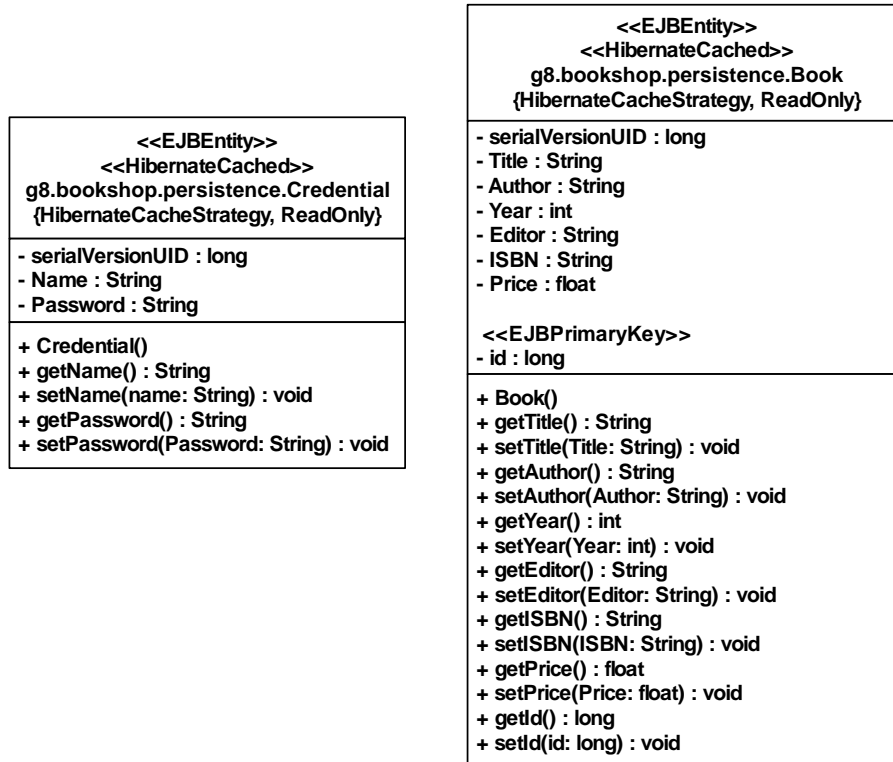 <<EJBEntity>>
<<HibernateCached>>
g8.bookshop.persistence.Credential
{HibernateCacheStrategy, ReadOnly}
- serialVersionUID : long
- Name : String
- Password : String
+ Credential()
+ getName() : String
+ setName(name: String) : void
+ getPassword() : String
+ setPassword(Password: String) : void
<<EJBEntity>>
<<HibernateCached>>
g8.bookshop.persistence.Book
{HibernateCacheStrategy, ReadOnly}
- serialVersionUID : long
- Title : String
- Author : String
- Year : int
- Editor : String
- ISBN : String
- Price : float
<<EJBPrimaryKey>>
- id : long
+ Book()
+ getTitle() : String
+ setTitle(Title: String) : void
+ getAuthor() : String
+ setAuthor(Author: String) : void
+ getYear() : int
+ setYear(Year: int) : void
+ getEditor() : String
+ setEditor(Editor: String) : void
+ getISBN() : String
+ setISBN(ISBN: String) : void
+ getPrice() : float
+ setPrice(Price: float) : void
+ getId() : long
+ setId(id: long) : void